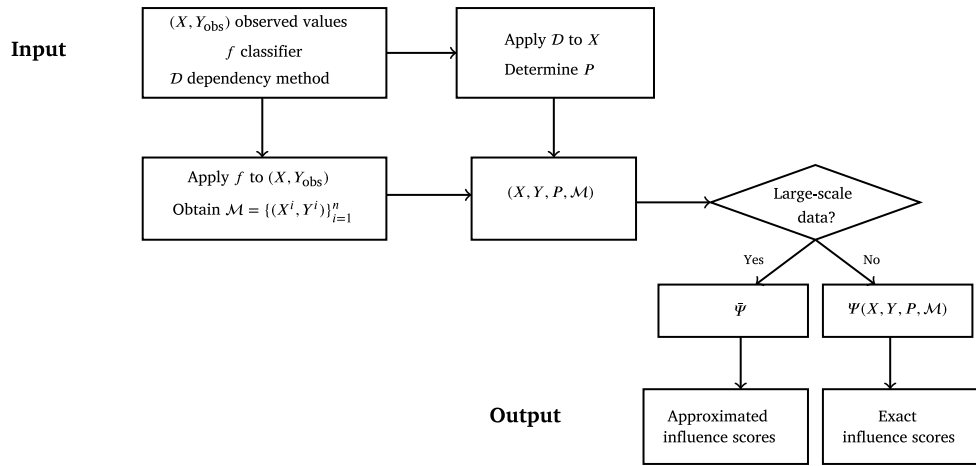 Input
(X, Y_obs) observed values
f classifier
𝒟 dependency method
Apply 𝒟 to X
Determine P
Apply f to (X, Y_obs)
Obtain ℳ = {(X^i, Y^i)}_{i=1}^n
(X, Y, P, ℳ)
Large-scale
data?
Yes
No
Ψ̄
Ψ(X, Y, P, ℳ)
Output
Approximated
influence scores
Exact
influence scores